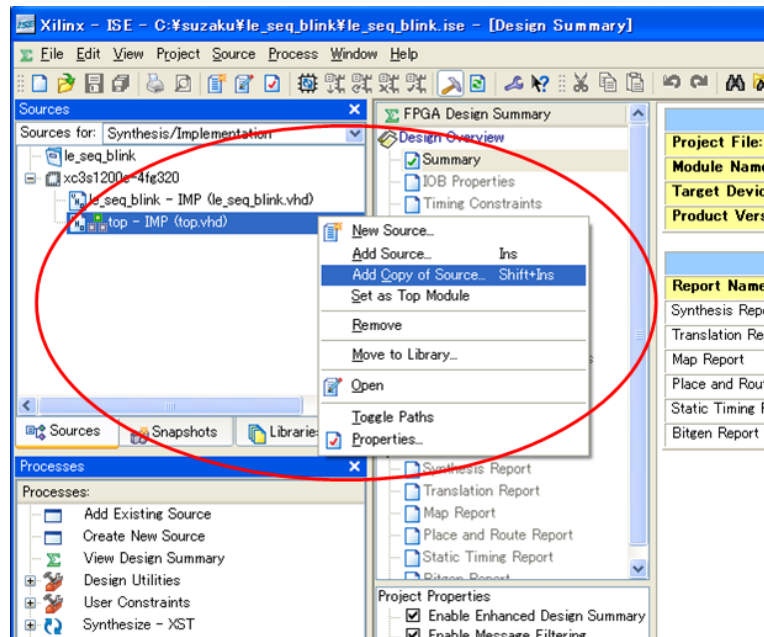 Xilinx - ISE - C:¥suzaku¥le_seq_blink¥le_seq_blink.ise - [Design Summary]
File Edit View Project Source Process Window Help
Sources
Sources for: Synthesis/Implementation
le_seq_blink
xc3s1200e-4fg320
le_seq_blink - IMP (le_seq_blink.vhd)
top - IMP (top.vhd)
New Source...
Add Source... Ins
Add Copy of Source... Shift+Ins
Set as Top Module
Remove
Move to Library...
Open
Toggle Paths
Properties...
Sources Snapshots Librarie
FPGA Design Summary
Design Overview
Summary
IOB Properties
Timing Constraints
Synthesis Report
Translation Report
Map Report
Place and Route Report
Static Timing Report
Bitgen Report
Project Properties
Enable Enhanced Design Summary
Enable Message Filtering
Project File:
Module Name
Target Devic
Product Vers
Report Name
Synthesis Repo
Translation Re
Map Report
Place and Rou
Static Timing R
Bitgen Report
Processes
Processes:
Add Existing Source
Create New Source
View Design Summary
Design Utilities
User Constraints
Synthesize - XST